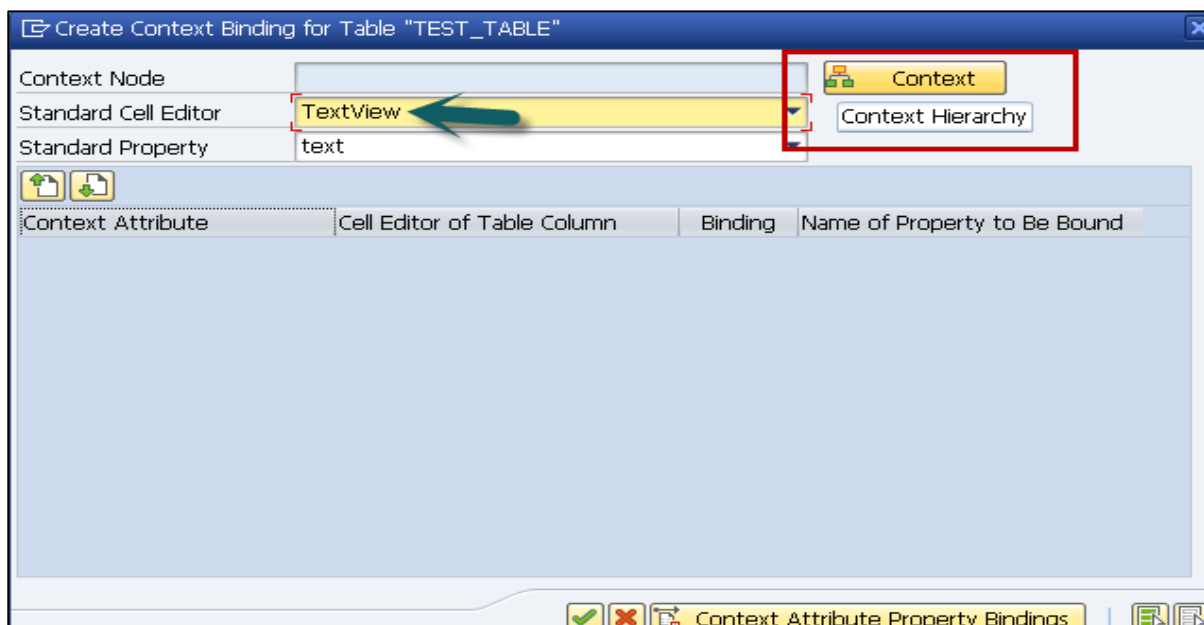 Create Context Binding for Table "TEST_TABLE"
Context Node
Context
Standard Cell Editor
TextView
Context Hierarchy
Standard Property
text
Context Attribute
Cell Editor of Table Column
Binding
Name of Property to Be Bound
Context Attribute Property Bindings